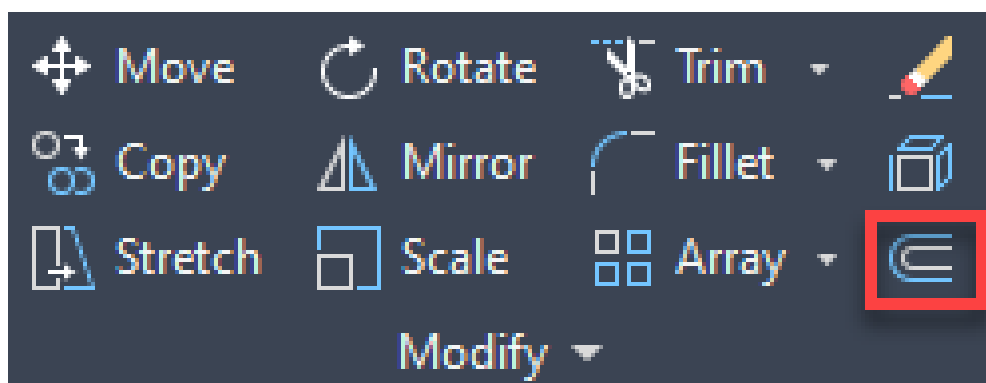 Move Rotate Trim
Copy Mirror Fillet
Stretch Scale Array
Modify